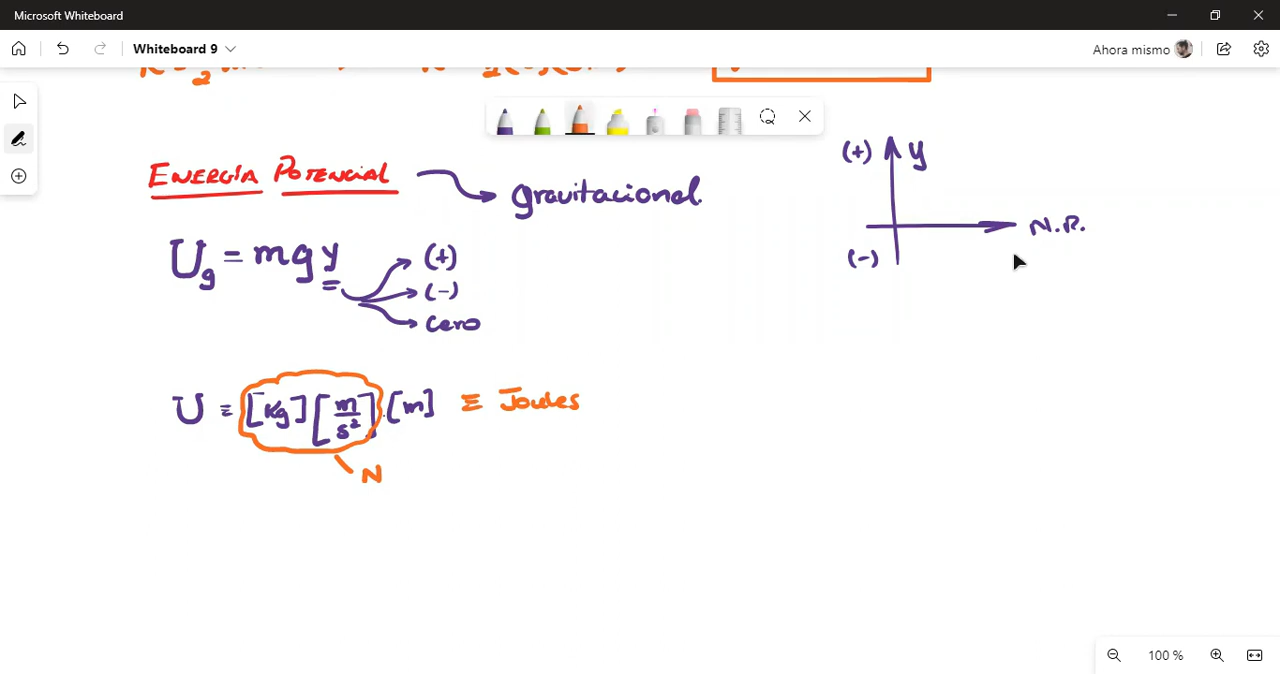 Microsoft Whiteboard
Whiteboard 9
Ahora mismo
(+) y
ENERGÍA POTENCIAL
gravitacional.
N.R.
(-)
Ug = mgy
(+)
(-)
cero
U ≡ [Kg][m/s²].[m] ≡ Joules
N
100 %